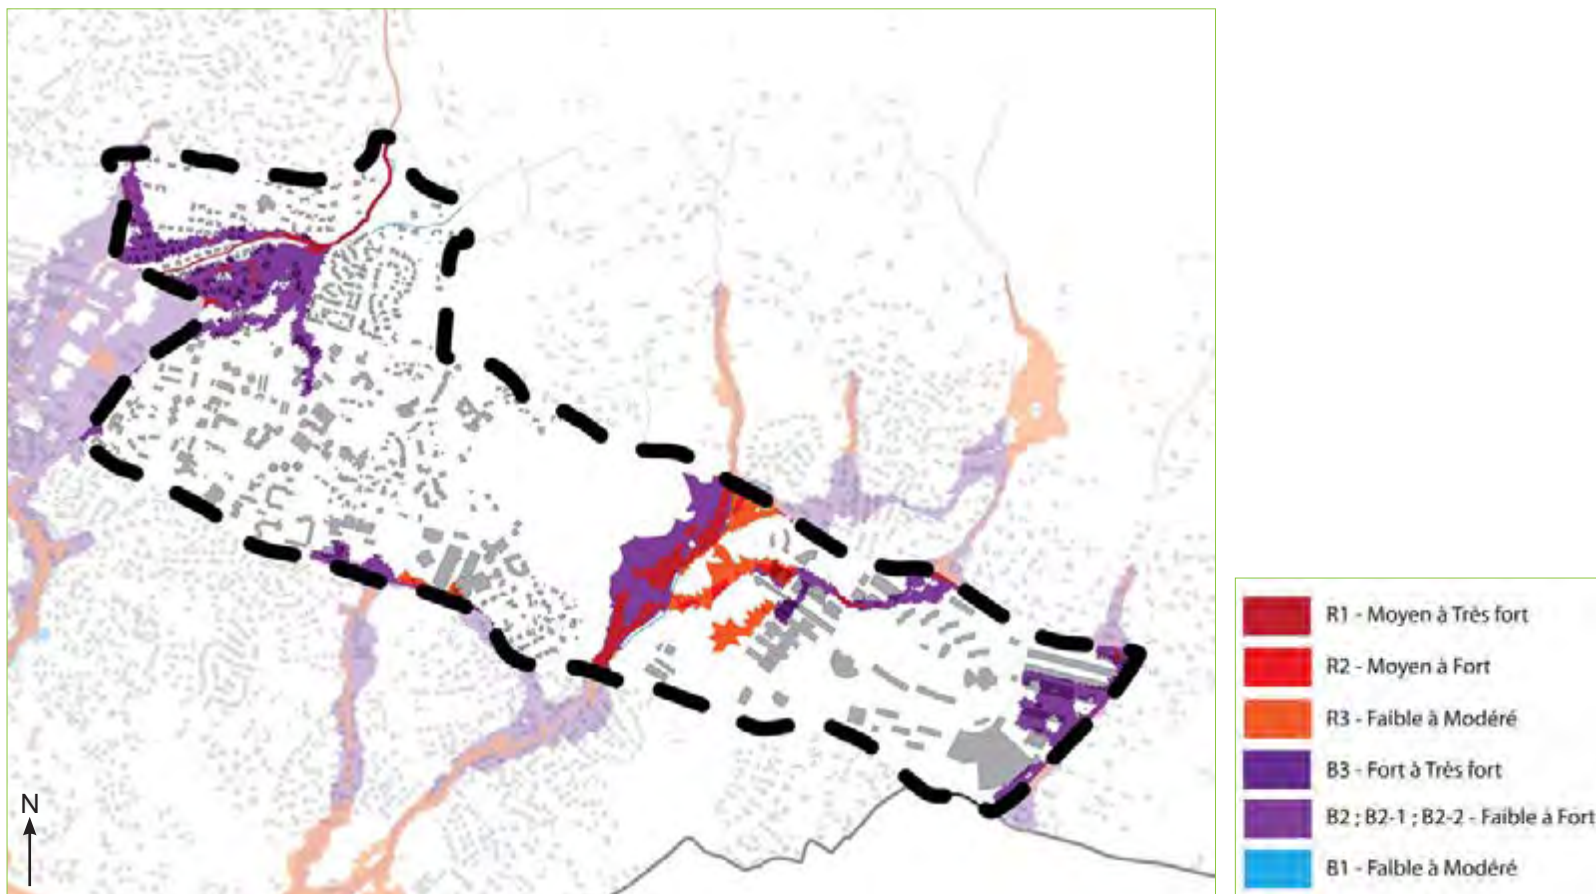 N
R1 - Moyen à Très fort
R2 - Moyen à Fort
R3 - Faible à Modéré
B3 - Fort à Très fort
B2 ; B2-1 ; B2-2 - Faible à Fort
B1 - Faible à Modéré